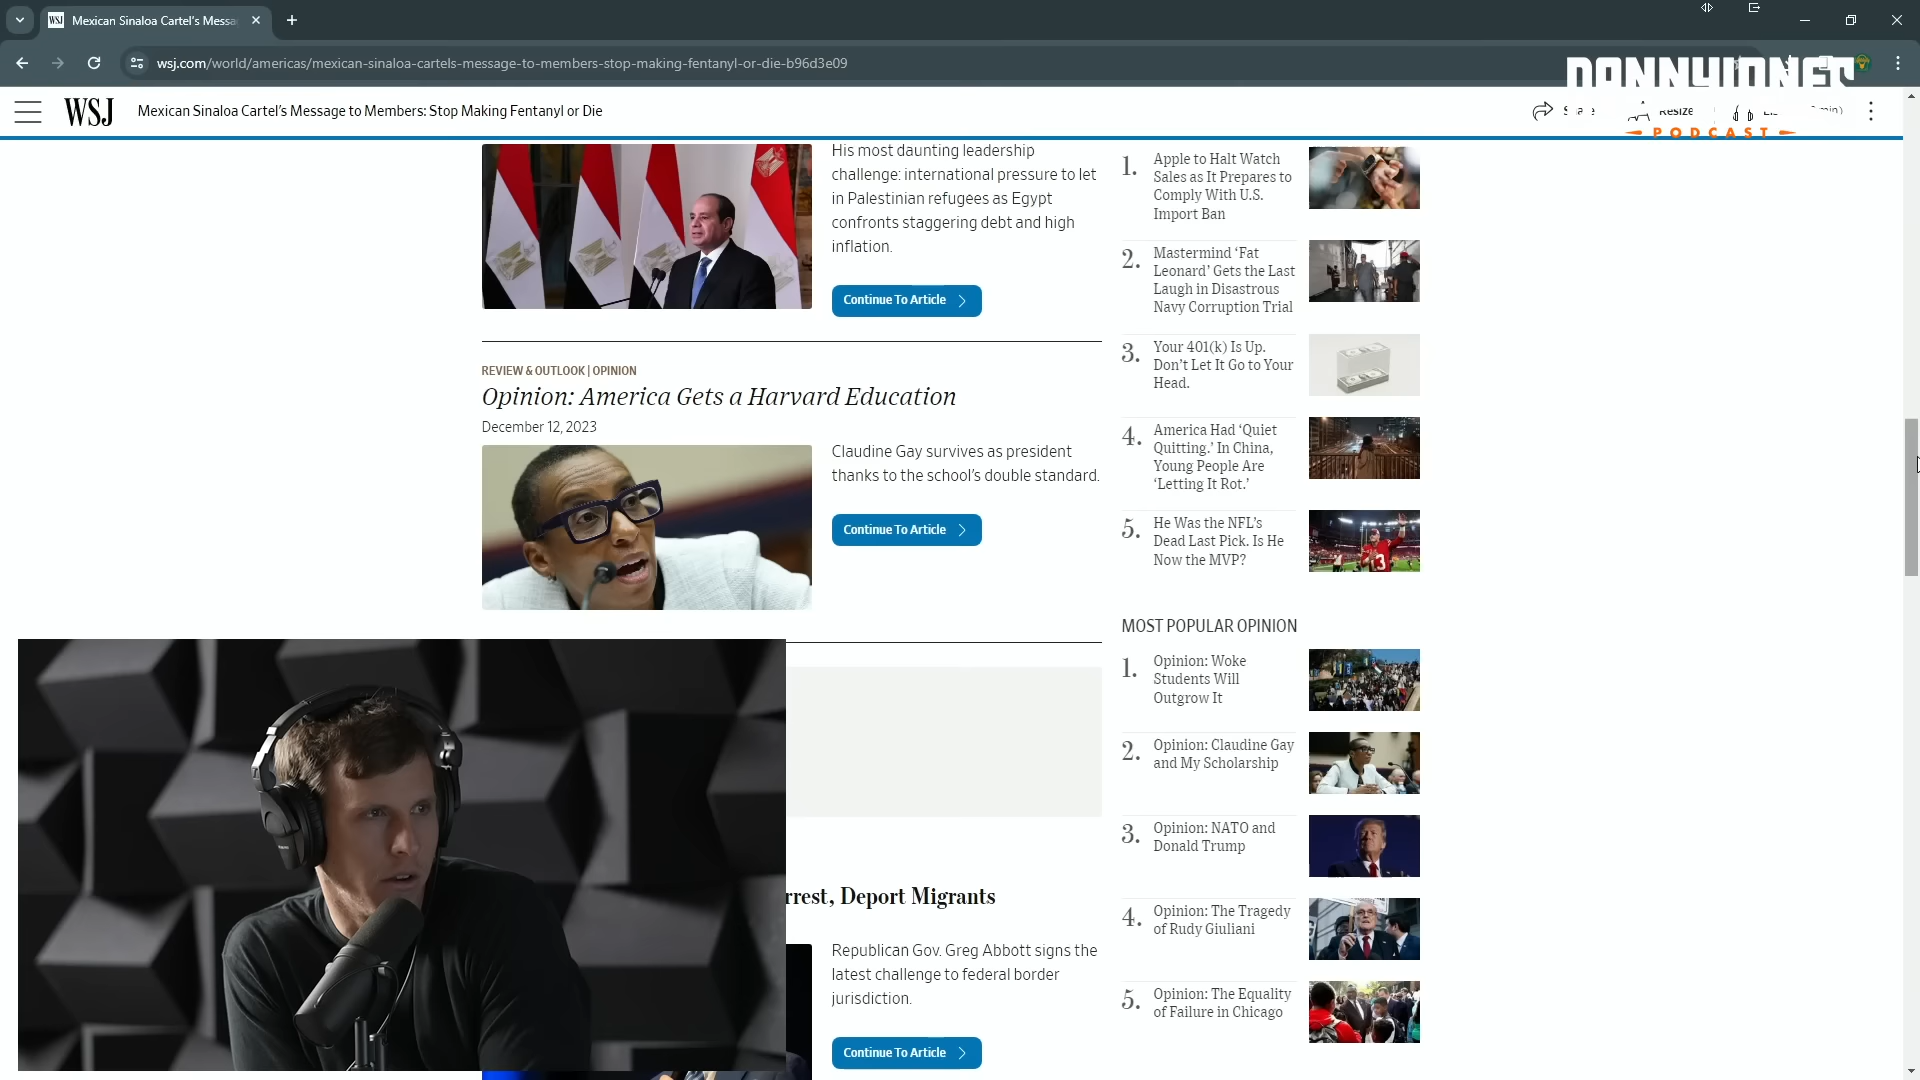 Mexican Sinaloa Cartel's Messa
wsj.com/world/americas/mexican-sinaloa-cartels-message-to-members-stop-making-fentanyl-or-die-b96d3e09
DONNYJONES
PODCAST
WSJ
Mexican Sinaloa Cartel's Message to Members: Stop Making Fentanyl or Die
Resize
His most daunting leadership
challenge: international pressure to let
in Palestinian refugees as Egypt
confronts staggering debt and high
inflation.
Continue To Article
REVIEW & OUTLOOK | OPINION
Opinion: America Gets a Harvard Education
December 12, 2023
Claudine Gay survives as president
thanks to the school's double standard.
Continue To Article
rrest, Deport Migrants
Republican Gov. Greg Abbott signs the
latest challenge to federal border
jurisdiction.
Continue To Article
1. Apple to Halt Watch
Sales as It Prepares to
Comply With U.S.
Import Ban
2. Mastermind ‘Fat
Leonard’ Gets the Last
Laugh in Disastrous
Navy Corruption Trial
3. Your 401(k) Is Up.
Don’t Let It Go to Your
Head.
4. America Had ‘Quiet
Quitting.’ In China,
Young People Are
‘Letting It Rot.’
5. He Was the NFL’s
Dead Last Pick. Is He
Now the MVP?
MOST POPULAR OPINION
1. Opinion: Woke
Students Will
Outgrow It
2. Opinion: Claudine Gay
and My Scholarship
3. Opinion: NATO and
Donald Trump
4. Opinion: The Tragedy
of Rudy Giuliani
5. Opinion: The Equality
of Failure in Chicago